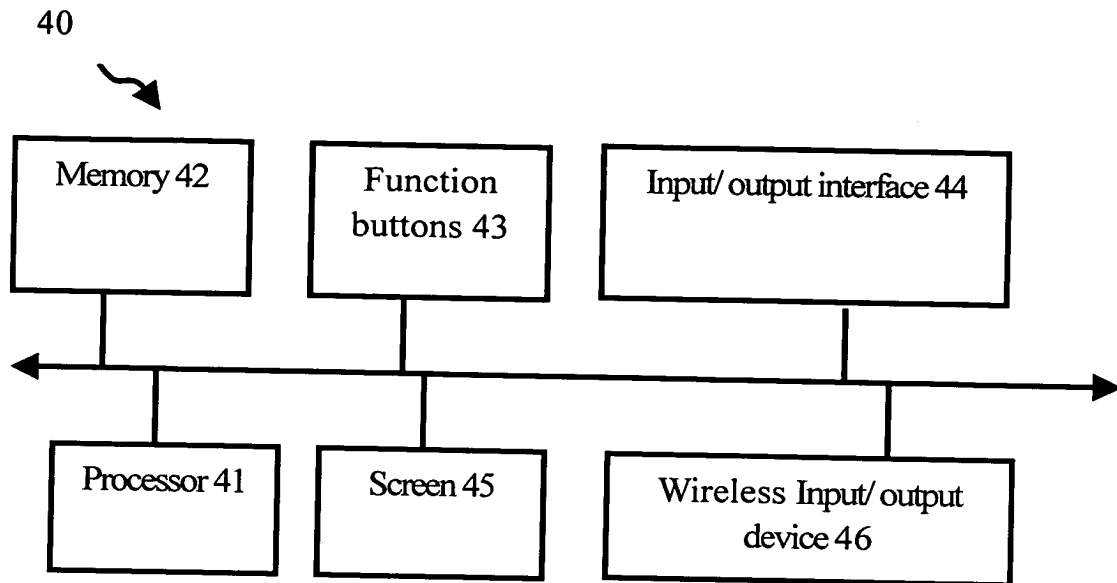 40
Memory 42
Function
buttons 43
Input/ output interface 44
Processor 41
Screen 45
Wireless Input/ output
device 46